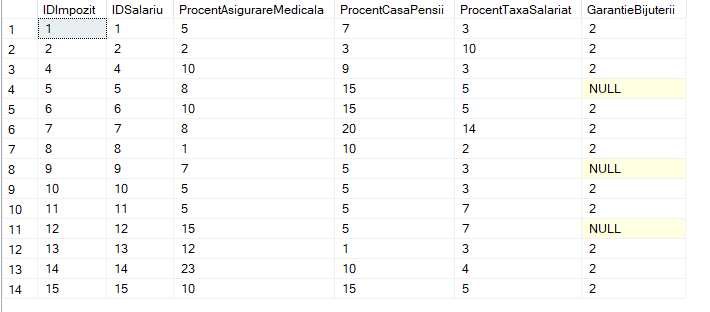 IDImpozit IDSalariu ProcentAsigurareMedicala ProcentCasaPensii ProcentTaxaSalariat GarantieBijuterii
1 1 1 5 7 3 2
2 2 2 2 3 10 2
3 4 4 10 9 3 2
4 5 5 8 15 5 NULL
5 6 6 10 15 5 2
6 7 7 8 20 14 2
7 8 8 1 10 2 2
8 9 9 7 5 3 NULL
9 10 10 5 5 3 2
10 11 11 5 5 7 2
11 12 12 15 5 7 NULL
12 13 13 12 1 3 2
13 14 14 23 10 4 2
14 15 15 10 15 5 2